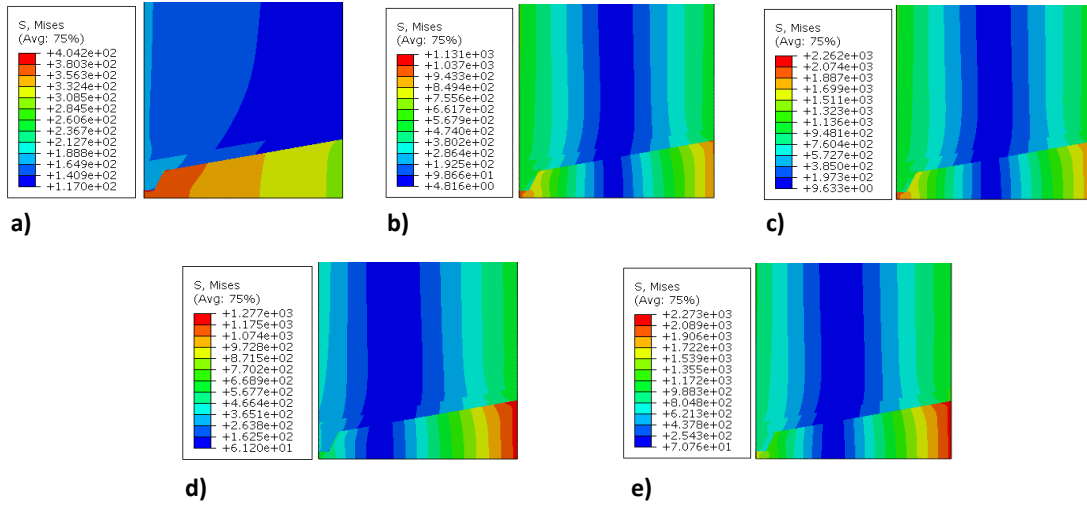 S, Mises
(Avg: 75%)
+4.042e+02
+3.803e+02
+3.563e+02
+3.324e+02
+3.085e+02
+2.845e+02
+2.606e+02
+2.367e+02
+2.127e+02
+1.888e+02
+1.649e+02
+1.409e+02
+1.170e+02
a)
S, Mises
(Avg: 75%)
+1.131e+03
+1.037e+03
+9.433e+02
+8.494e+02
+7.556e+02
+6.617e+02
+5.679e+02
+4.740e+02
+3.802e+02
+2.864e+02
+1.925e+02
+9.866e+01
+4.816e+00
b)
S, Mises
(Avg: 75%)
+2.262e+03
+2.074e+03
+1.887e+03
+1.699e+03
+1.511e+03
+1.323e+03
+1.136e+03
+9.481e+02
+7.604e+02
+5.727e+02
+3.850e+02
+1.973e+02
+9.633e+00
c)
S, Mises
(Avg: 75%)
+1.277e+03
+1.175e+03
+1.074e+03
+9.728e+02
+8.715e+02
+7.702e+02
+6.689e+02
+5.677e+02
+4.664e+02
+3.651e+02
+2.638e+02
+1.625e+02
+6.120e+01
d)
S, Mises
(Avg: 75%)
+2.273e+03
+2.089e+03
+1.906e+03
+1.722e+03
+1.539e+03
+1.355e+03
+1.172e+03
+9.883e+02
+8.048e+02
+6.213e+02
+4.378e+02
+2.543e+02
+7.076e+01
e)